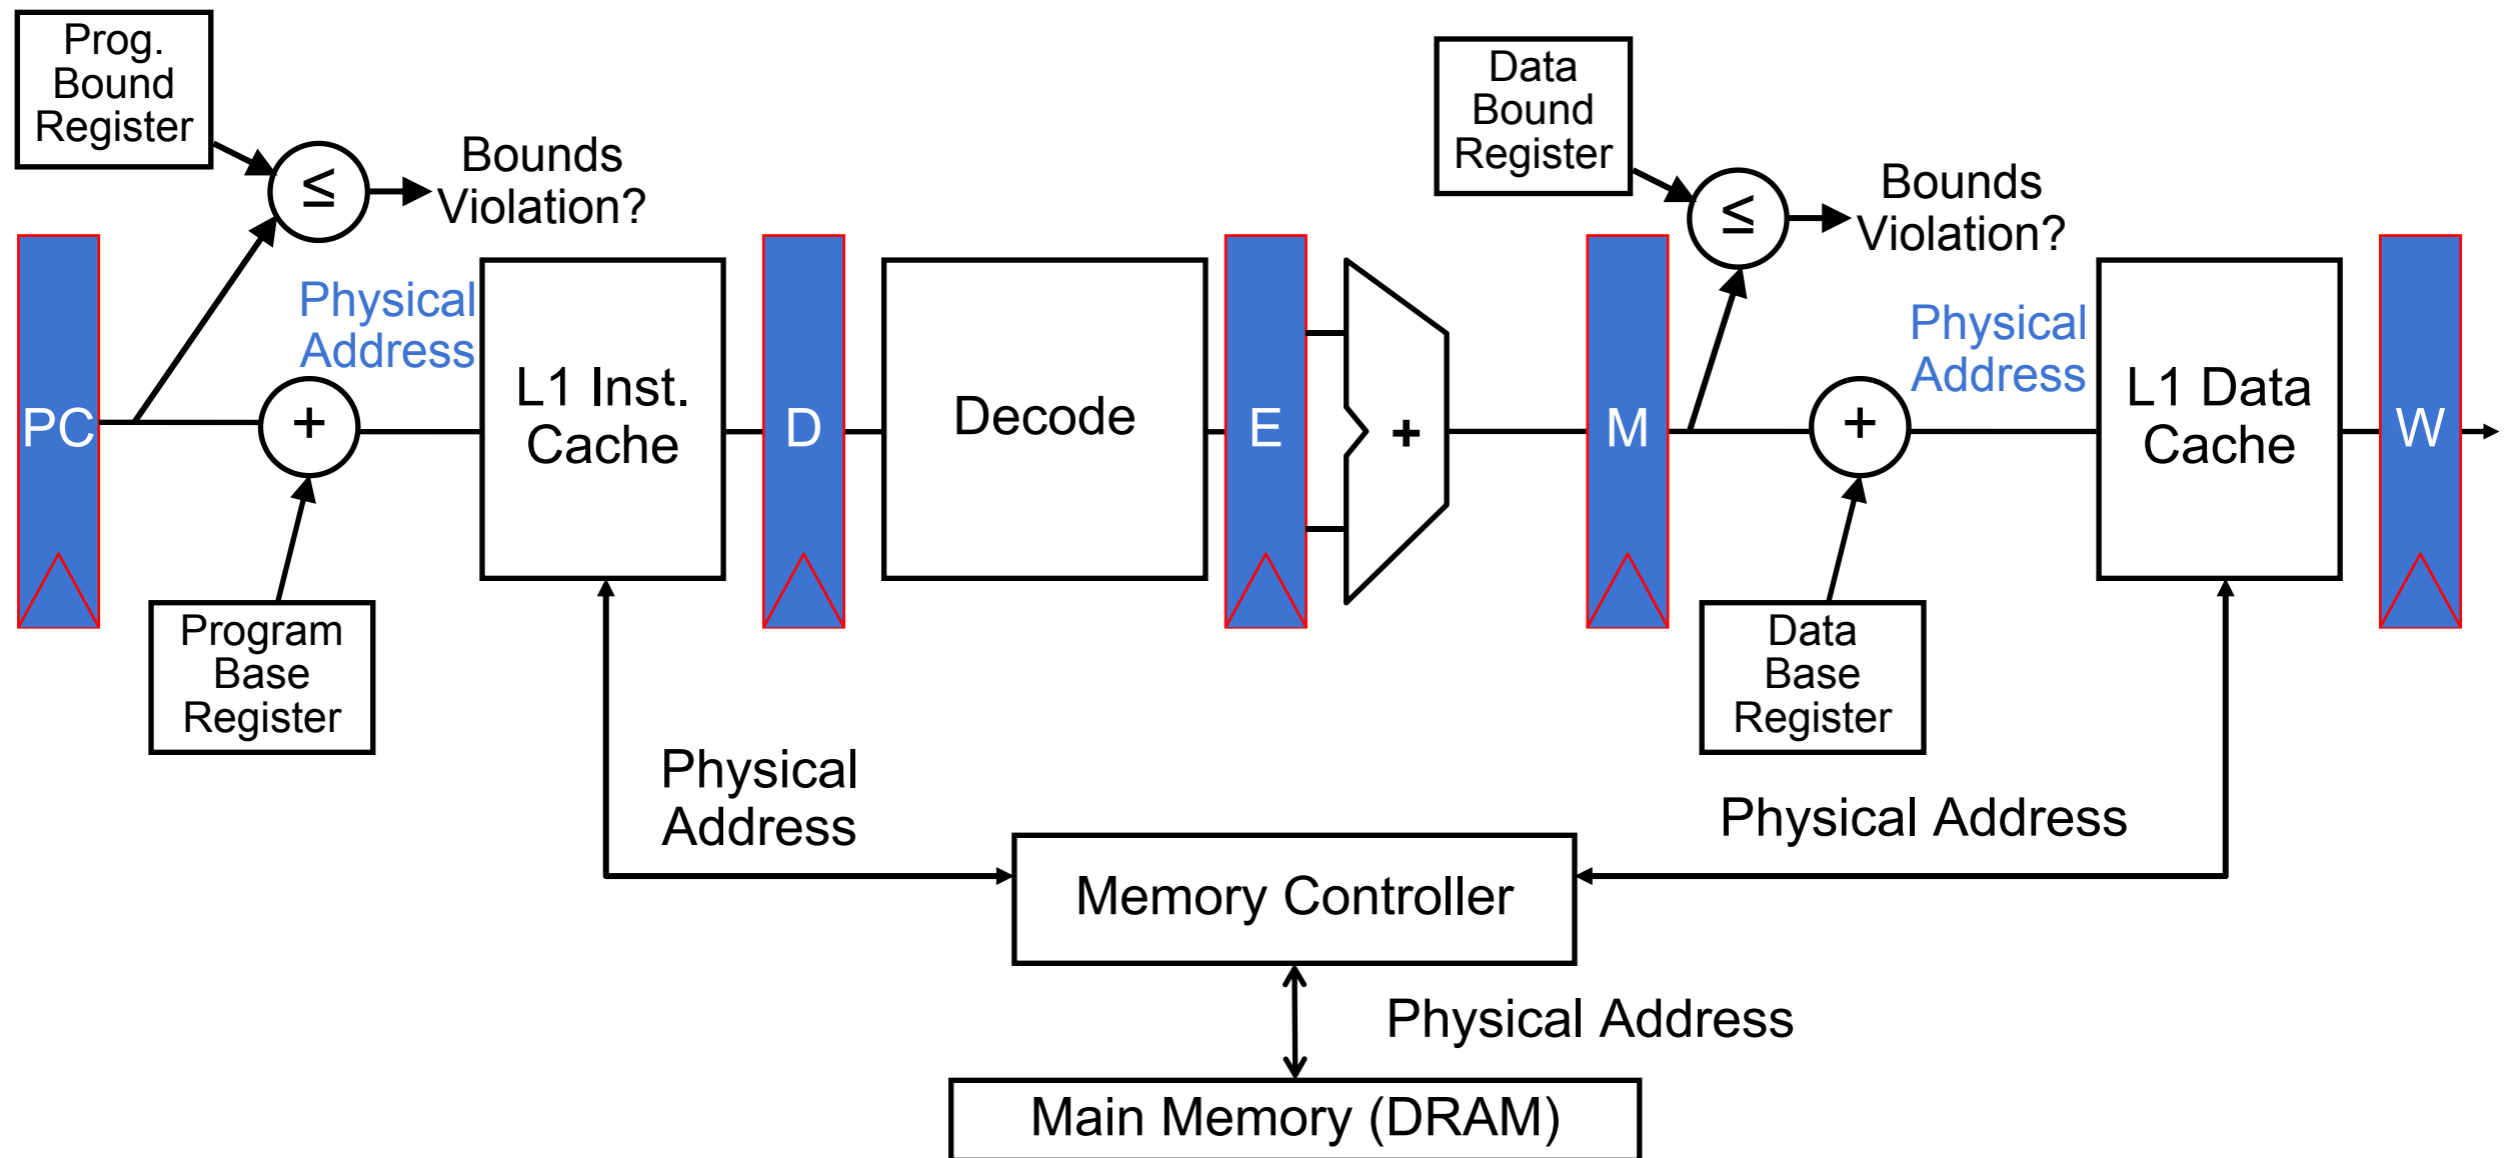 Prog.
Bound
Register
≤
Bounds
Violation?
Physical
Address
PC
+
L1 Inst.
Cache
D
Decode
E
+
M
Data
Bound
Register
≤
Bounds
Violation?
Physical
Address
+
L1 Data
Cache
W
Program
Base
Register
Data
Base
Register
Physical
Address
Physical Address
Memory Controller
Physical Address
Main Memory (DRAM)